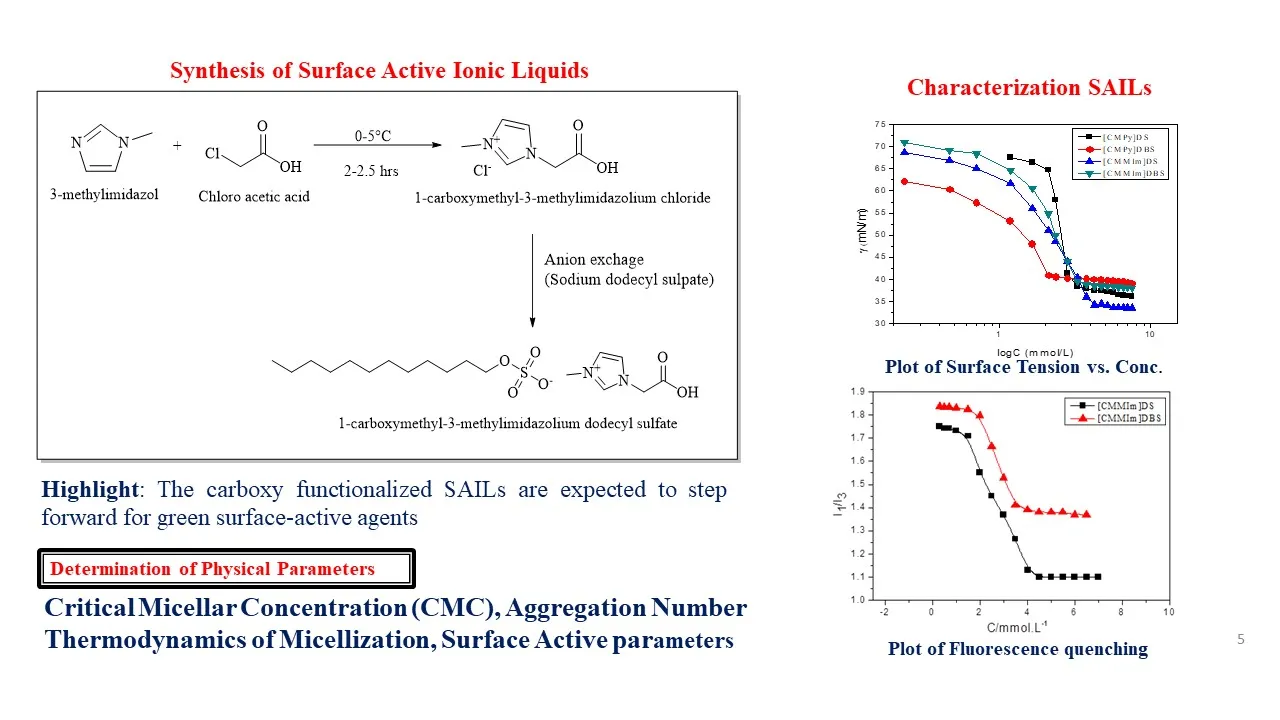 Synthesis of Surface Active Ionic Liquids
N
N
+
Cl
O
OH
0-5°C
2-2.5 hrs
N+
N
Cl-
O
OH
3-methylimidazol
Chloro acetic acid
1-carboxymethyl-3-methylimidazolium chloride
Anion exchage
(Sodium dodecyl sulpate)
O
O
S
O
O-
N+
N
O
OH
1-carboxymethyl-3-methylimidazolium dodecyl sulfate
Highlight: The carboxy functionalized SAILs are expected to step
forward for green surface-active agents
Determination of Physical Parameters
Critical Micellar Concentration (CMC), Aggregation Number
Thermodynamics of Micellization, Surface Active parameters
Characterization SAILs
75
70
65
60
55
50
45
40
35
30
γ (mN/m)
[CMPy]DS
[CMPy]DBS
[CMMIm]DS
[CMMIm]DBS
1
10
logC (mmol/L)
Plot of Surface Tension vs. Conc.
1.9
1.8
1.7
1.6
1.5
1.4
1.3
1.2
1.1
1.0
I1/I3
[CMMIm]DS
[CMMIm]DBS
-2
0
2
4
6
8
10
C/mmol.L-1
Plot of Fluorescence quenching
5